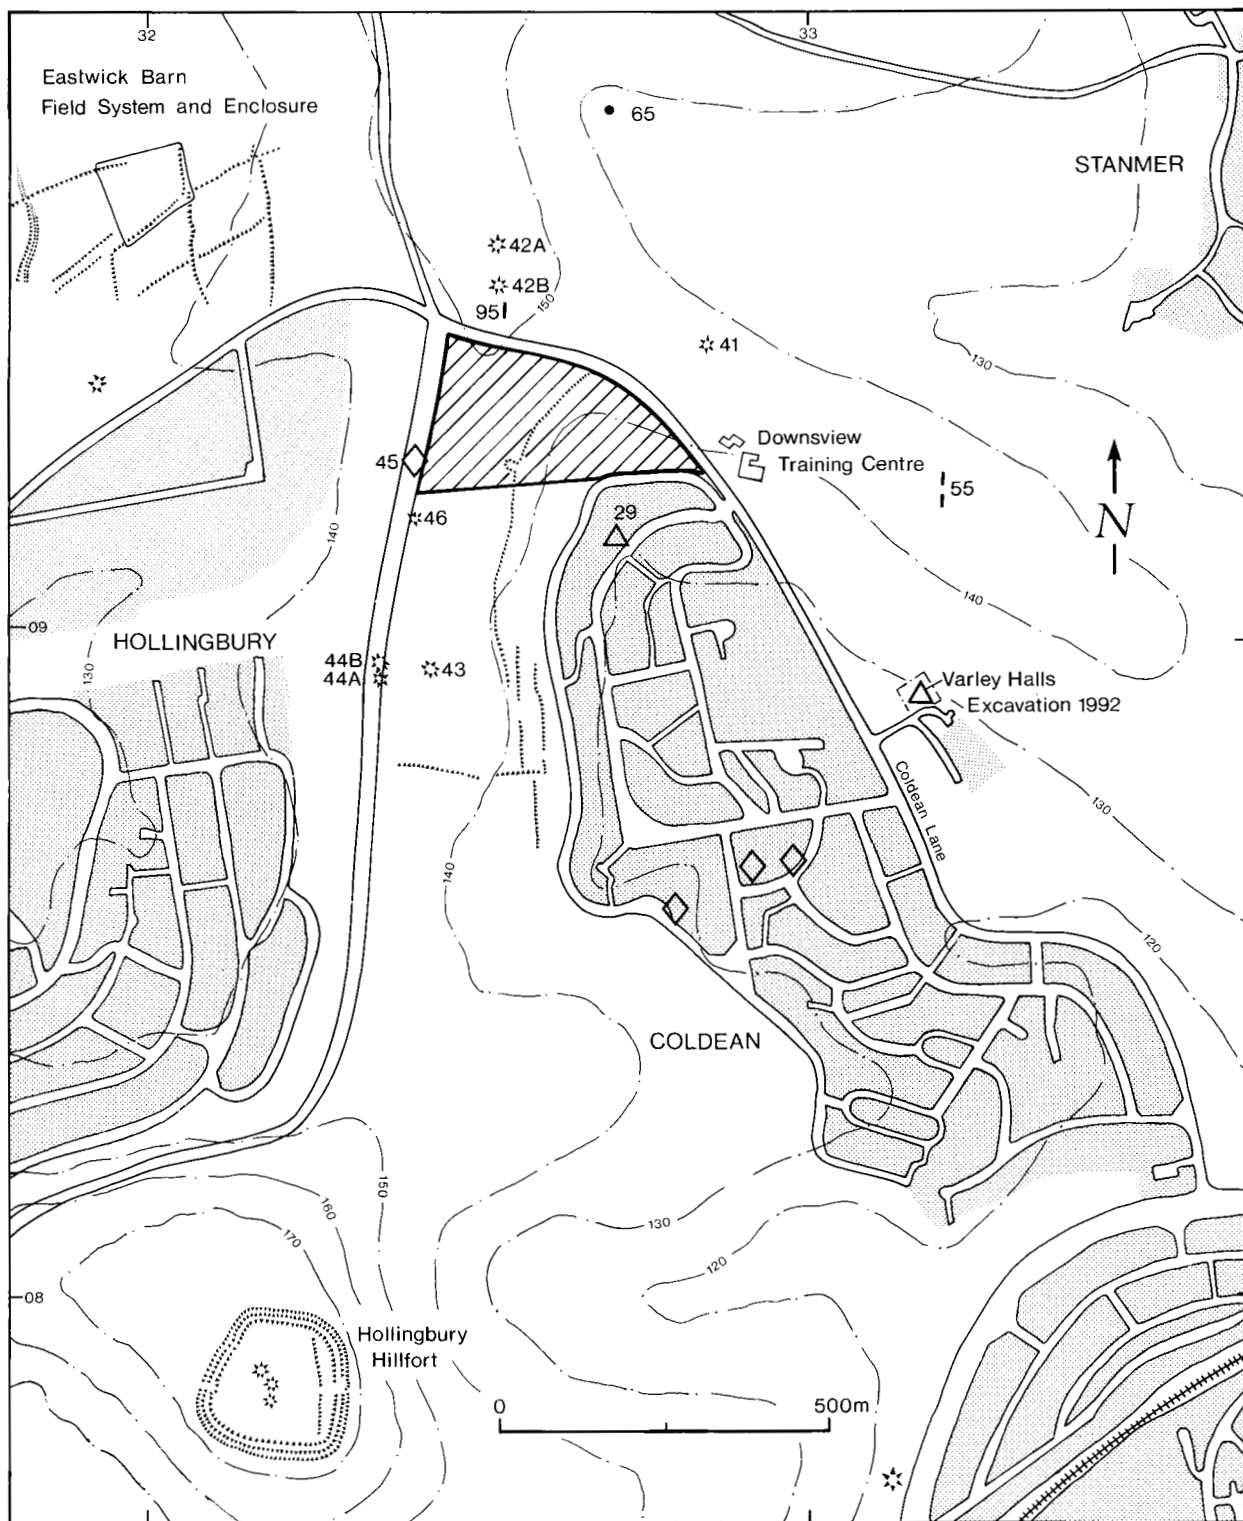 32
33
Eastwick Barn
Field System and Enclosure
65
STANMER
42A
42B
150
95
41
130
Downsview
Training Centre
45
55
N
46
29
140
140
09
HOLLINGBURY
44B
44A
43
130
Varley Halls
Excavation 1992
Coldean Lane
130
140
120
COLDEAN
150
160
170
130
120
08
Hollingbury
Hillfort
0
500m